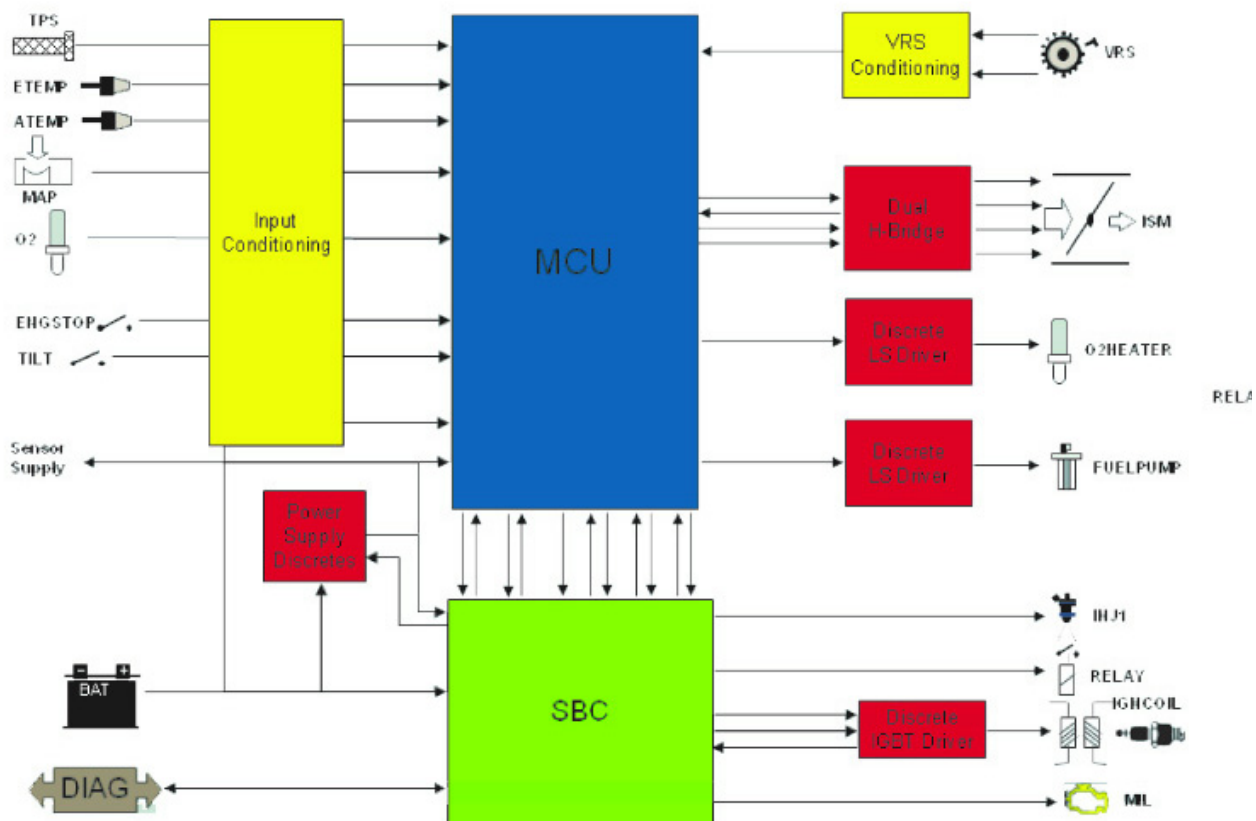 TPS
ETEMP
ATEMP
MAP
O2
ENGSTOP
TILT
Sensor
Supply
Input
Conditioning
Power
Supply
Discretes
BAT
DIAG
MCU
SBC
VRS
Conditioning
VRS
Dual
H-Bridge
ISM
Discrete
LS Driver
O2HEATER
RELA
Discrete
LS Driver
FUELPUMP
INJ1
RELAY
IGNCOIL
Discrete
IGBT Driver
MIL